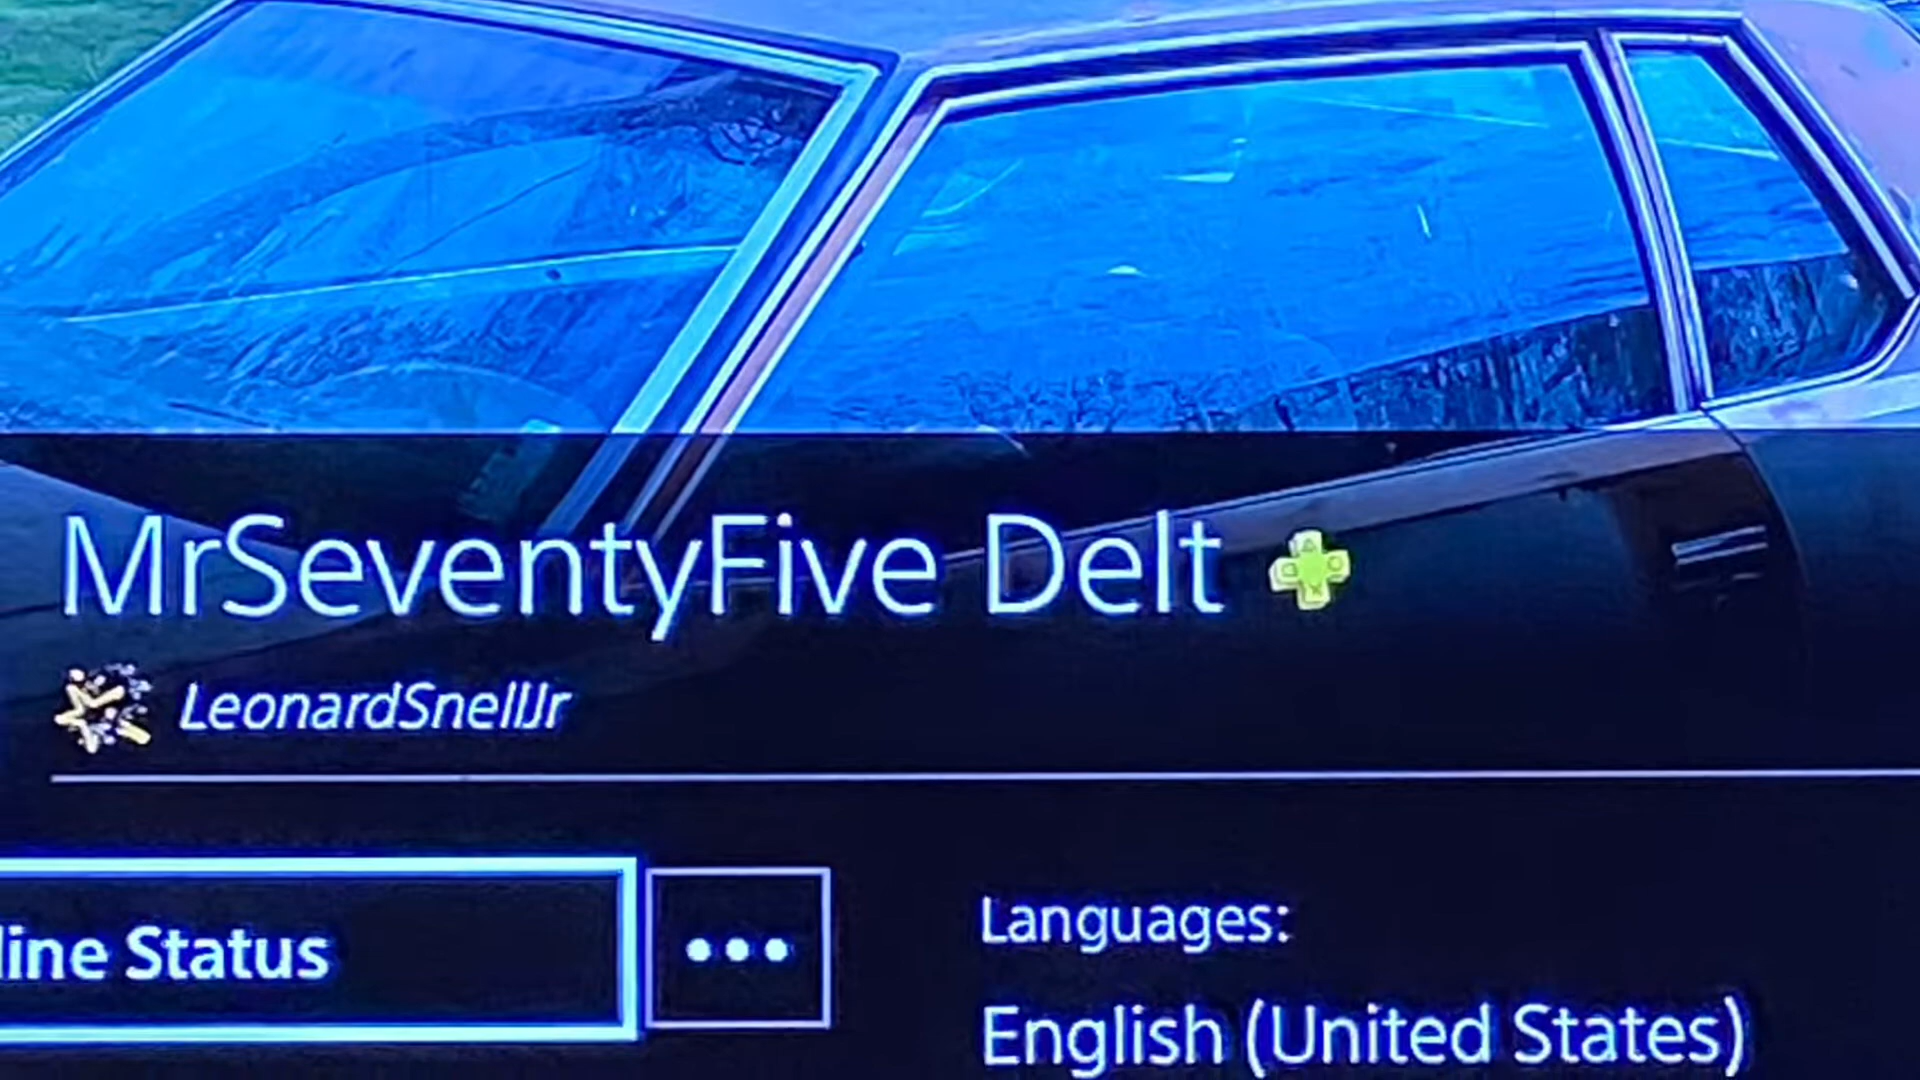 MrSeventyFive Delt
LeonardSnellJr
line Status
•••
Languages:
English (United States)